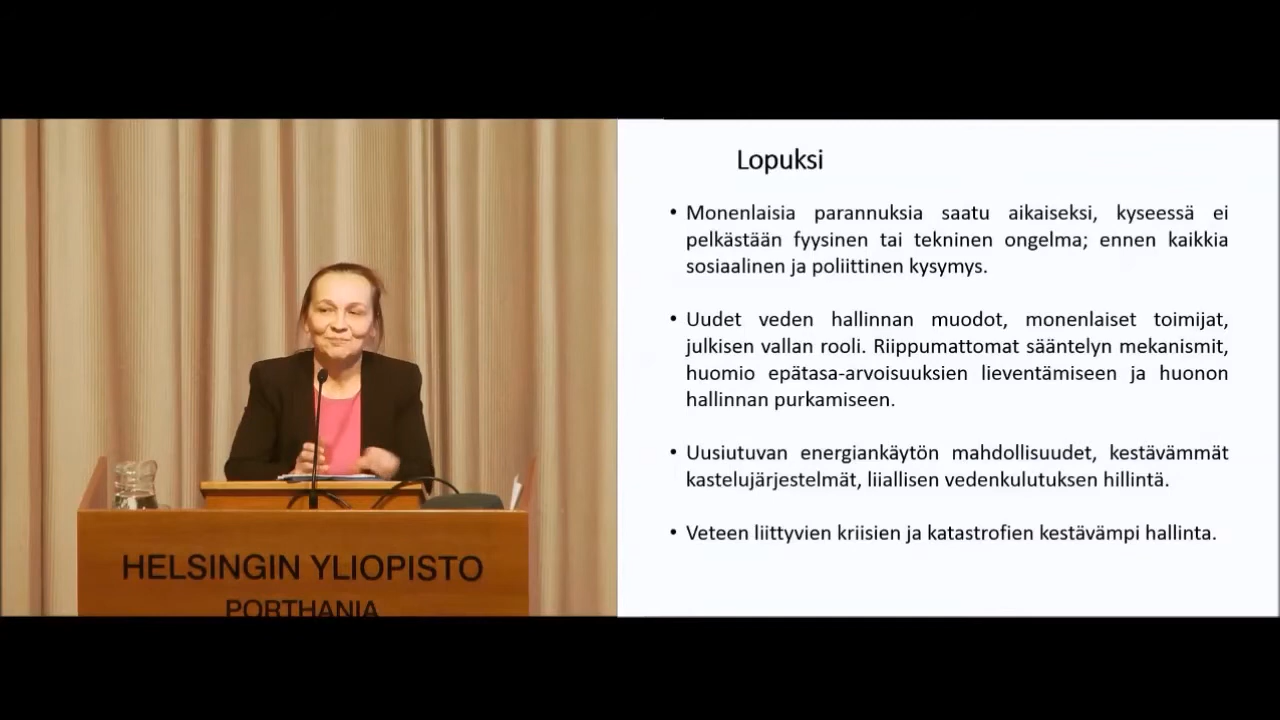 HELSINGIN YLIOPISTO
PORTHANIA
Lopuksi
• Monenlaisia parannuksia saatu aikaiseksi, kyseessä ei
pelkästään fyysinen tai tekninen ongelma; ennen kaikkia
sosiaalinen ja poliittinen kysymys.
• Uudet veden hallinnan muodot, monenlaiset toimijat,
julkisen vallan rooli. Riippumattomat sääntelyn mekanismit,
huomio epätasa-arvoisuuksien lieventämiseen ja huonon
hallinnan purkamiseen.
• Uusiutuvan energiankäytön mahdollisuudet, kestävämmät
kastelujärjestelmät, liiallisen vedenkulutuksen hillintä.
• Veteen liittyvien kriisien ja katastrofien kestävämpi hallinta.